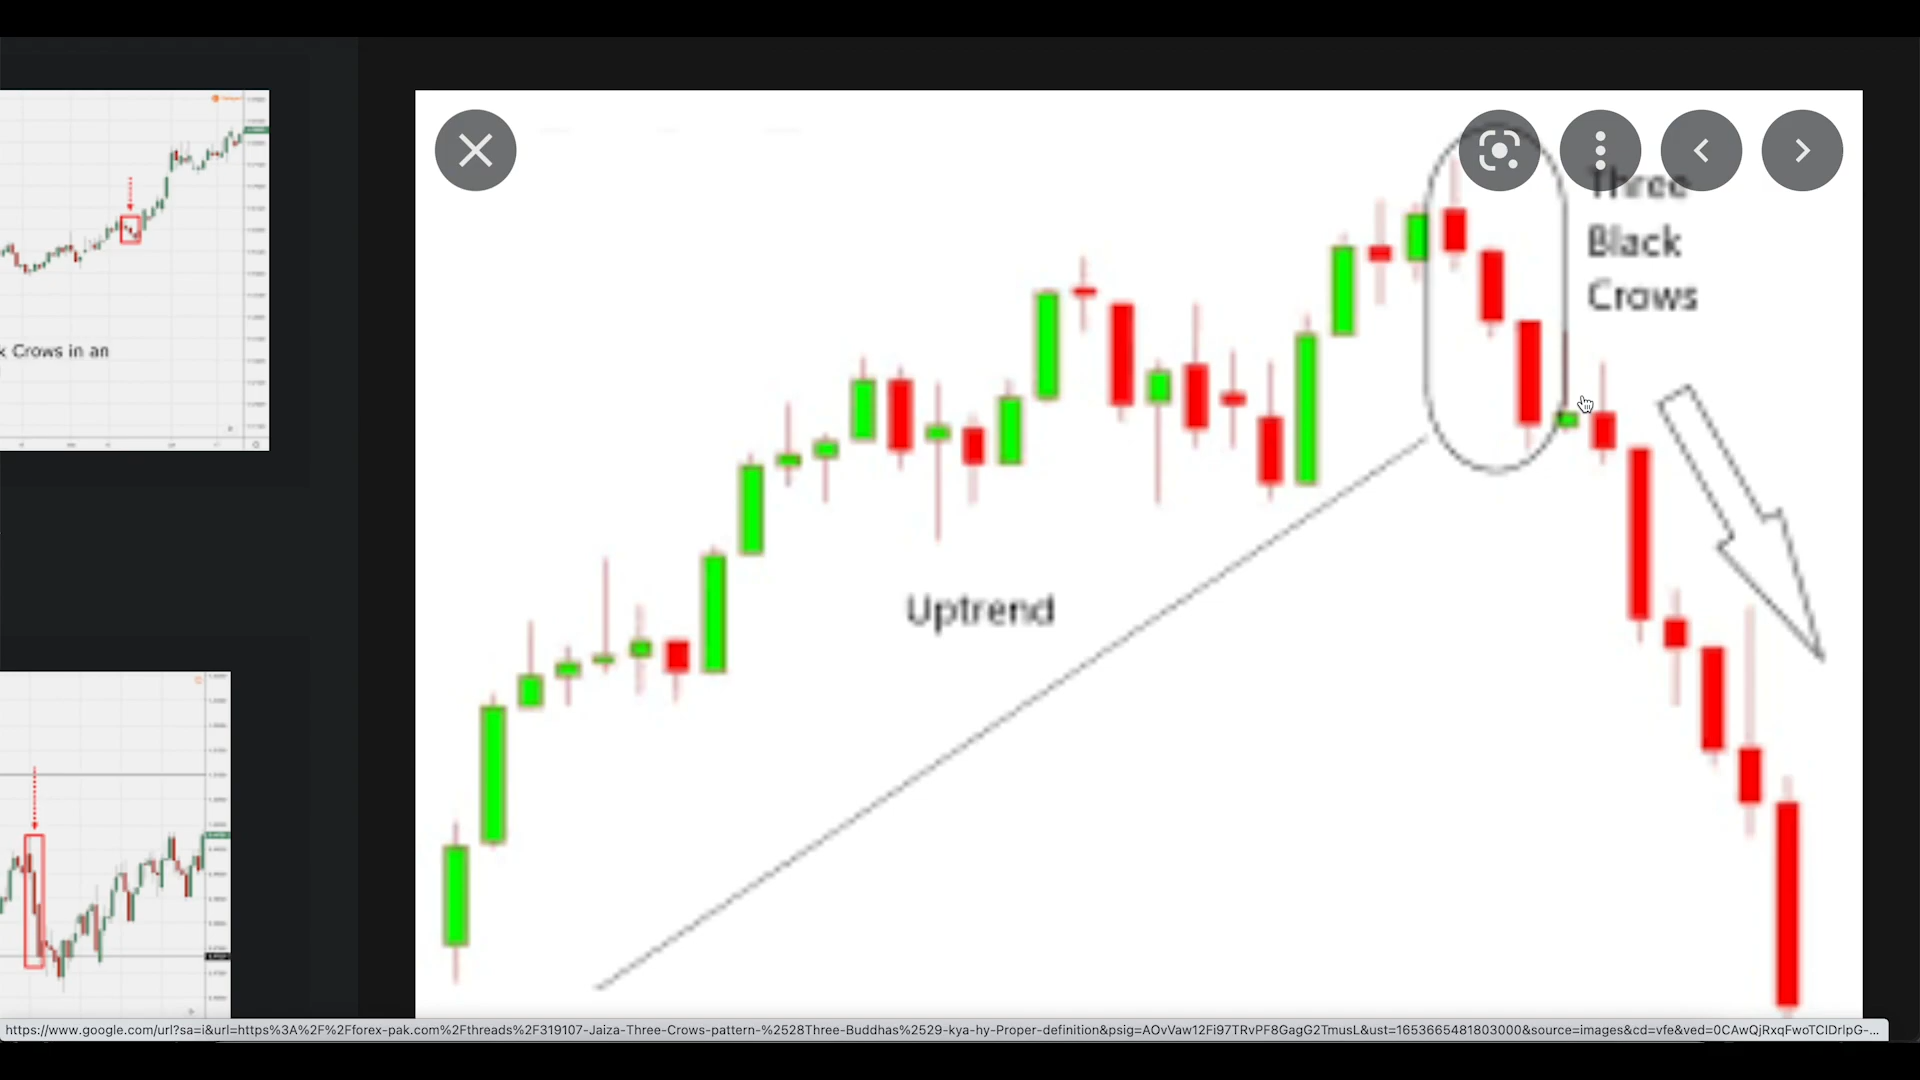 k Crows in an
Three
Black
Crows
Uptrend
https://www.google.com/url?sa=i&url=https%3A%2F%2Fforex-pak.com%2Fthreads%2F319107-Jaiza-Three-Crows-pattern-%2528Three-Buddhas%2529-kya-hy-Proper-definition&psig=AOvVaw12Fi97TRvPF8GagG2TmusL&ust=1653665481803000&source=images&cd=vfe&ved=0CAwQjRxqFwoTCIDrlpG-...